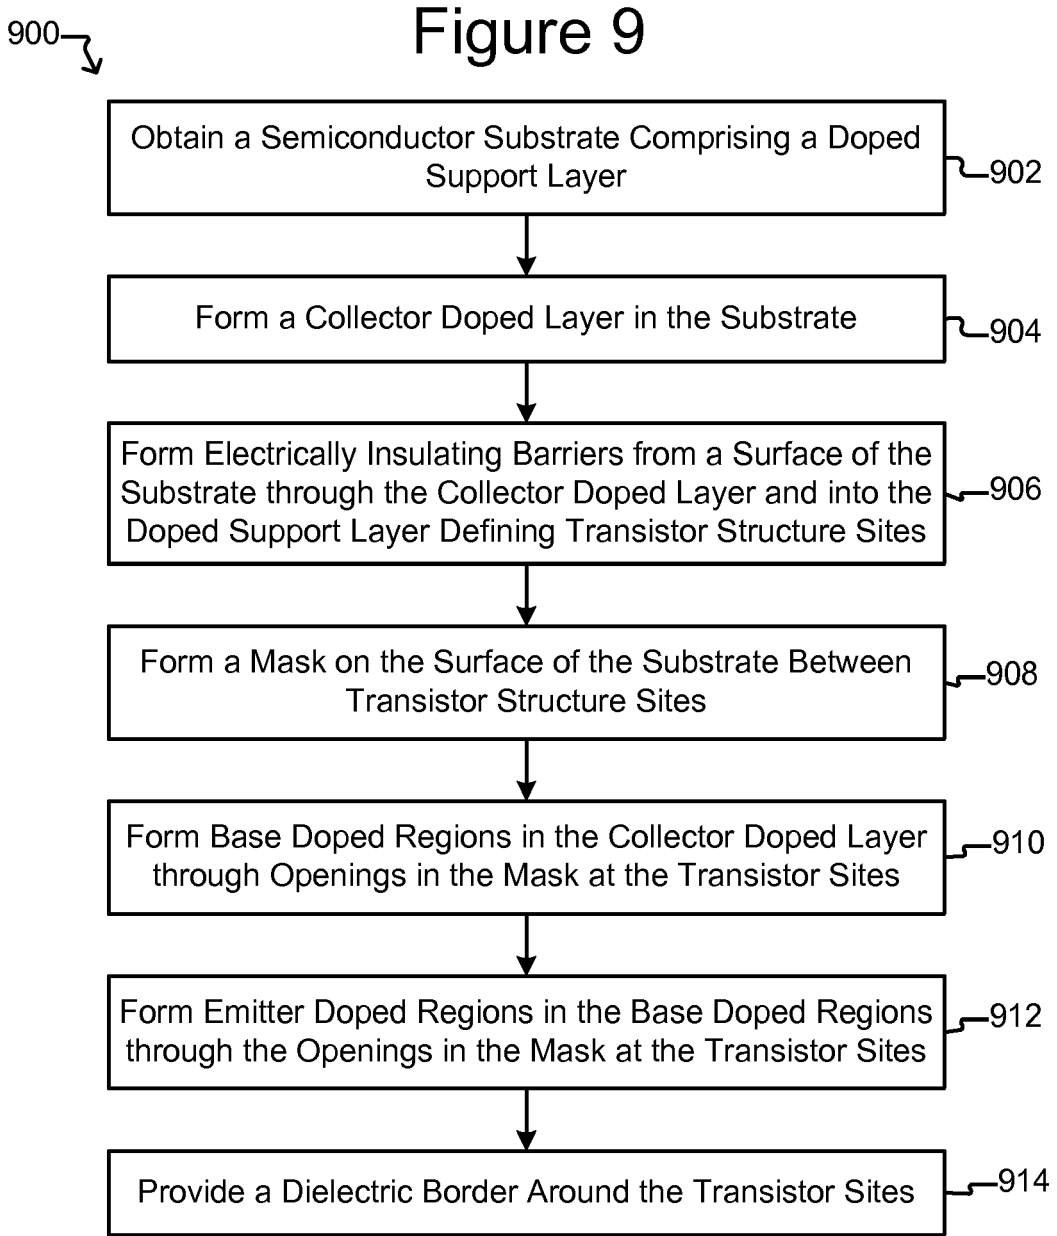 Figure 9
900
Obtain a Semiconductor Substrate Comprising a Doped
Support Layer
902
Form a Collector Doped Layer in the Substrate
904
Form Electrically Insulating Barriers from a Surface of the
Substrate through the Collector Doped Layer and into the
Doped Support Layer Defining Transistor Structure Sites
906
Form a Mask on the Surface of the Substrate Between
Transistor Structure Sites
908
Form Base Doped Regions in the Collector Doped Layer
through Openings in the Mask at the Transistor Sites
910
Form Emitter Doped Regions in the Base Doped Regions
through the Openings in the Mask at the Transistor Sites
912
Provide a Dielectric Border Around the Transistor Sites
914